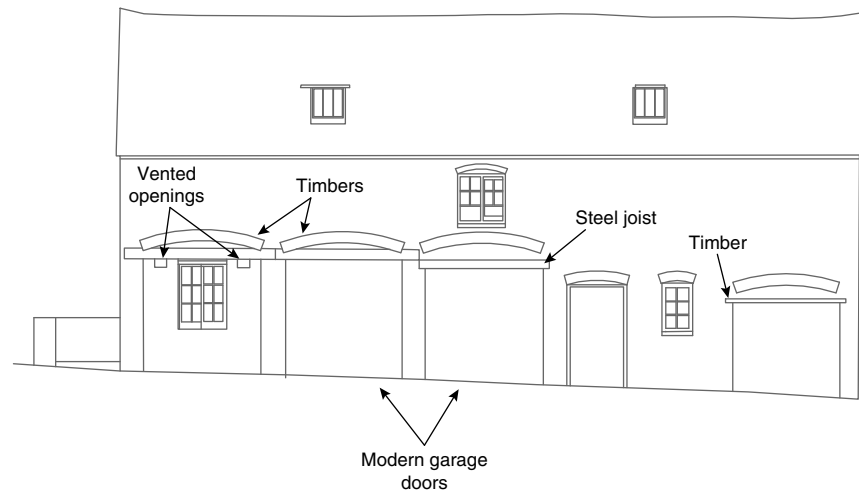 Vented
openings
Timbers
Steel joist
Timber
Modern garage
doors